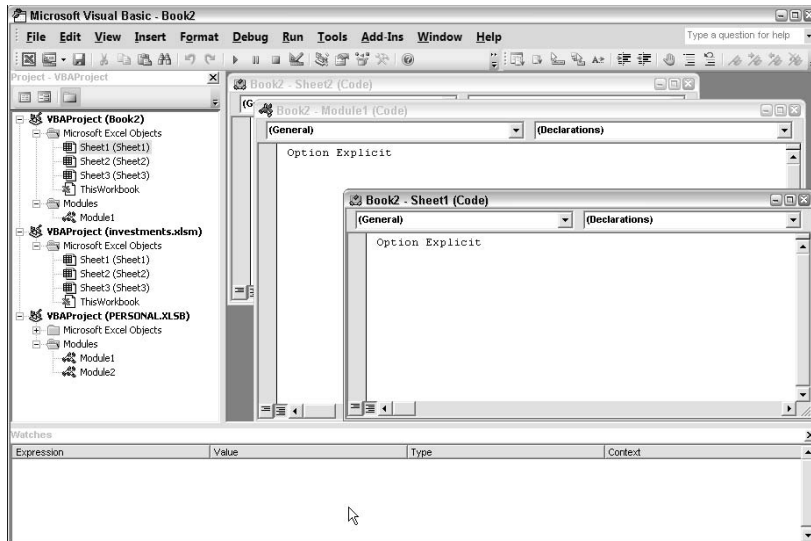 Microsoft Visual Basic - Book2
File Edit View Insert Format Debug Run Tools Add-Ins Window Help
Type a question for help
Project - VBAProject
VBAProject (Book2)
Microsoft Excel Objects
Sheet1 (Sheet1)
Sheet2 (Sheet2)
Sheet3 (Sheet3)
ThisWorkbook
Modules
Module1
VBAProject (investments.xlsm)
Microsoft Excel Objects
Sheet1 (Sheet1)
Sheet2 (Sheet2)
Sheet3 (Sheet3)
ThisWorkbook
VBAProject (PERSONAL.XLSB)
Microsoft Excel Objects
Modules
Module1
Module2
Book2 - Sheet2 (Code)
(G
Book2 - Module1 (Code)
(General) (Declarations)
Option Explicit
Book2 - Sheet1 (Code)
(General) (Declarations)
Option Explicit
Watches
Expression Value Type Context